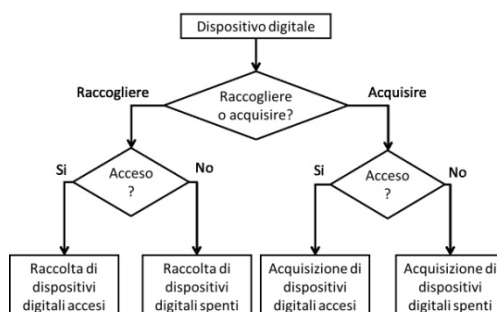 Dispositivo digitale
Raccogliere
Raccogliere
o acquisire?
Acquisire
Si
Acceso
?
No
Si
Acceso
?
No
Raccolta di
dispositivi
digitali accesi
Raccolta di
dispositivi
digitali spenti
Acquisizione di
dispositivi
digitali accesi
Acquisizione di
dispositivi
digitali spenti